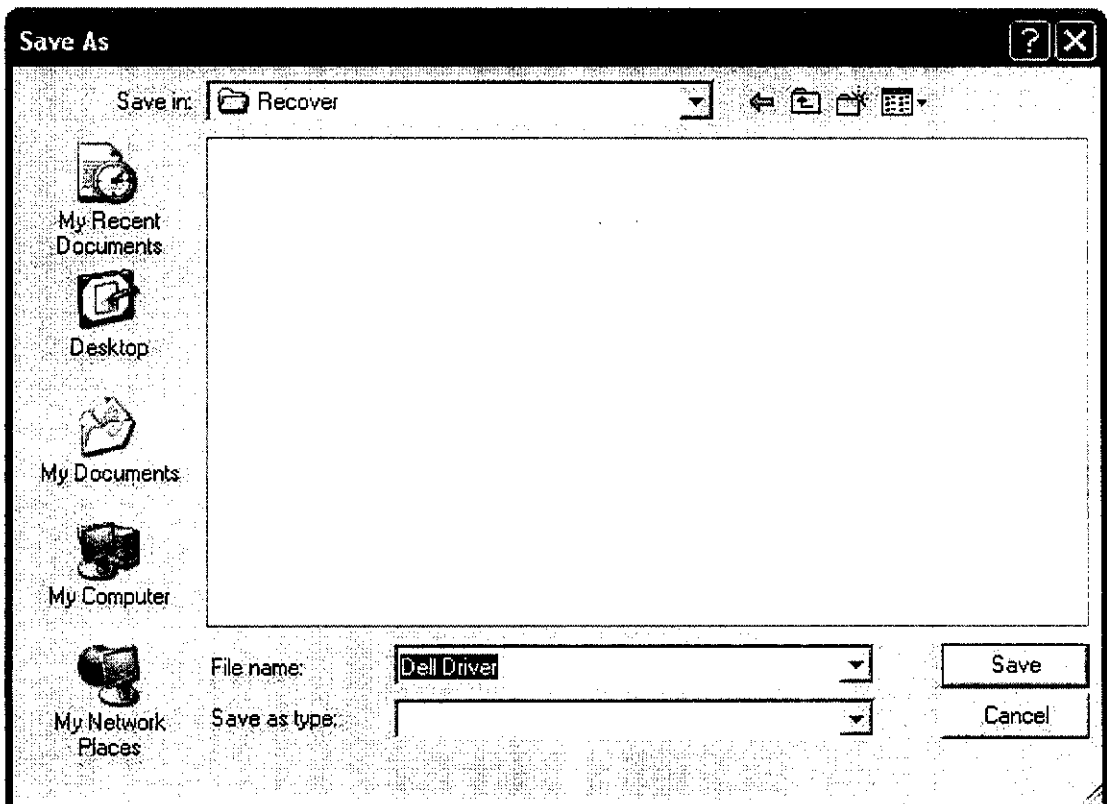 Save As
Save in: Recover
My Recent
Documents
Desktop
My Documents
My Computer
My Network
Places
File name: Dell Driver Save
Save as type: Cancel